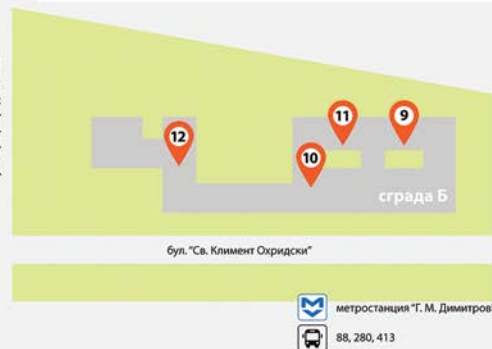 11
9
12
10
сграда Б
бул. "Св. Климент Охридски"
метростанция "Г. М. Димитров
88, 280, 413